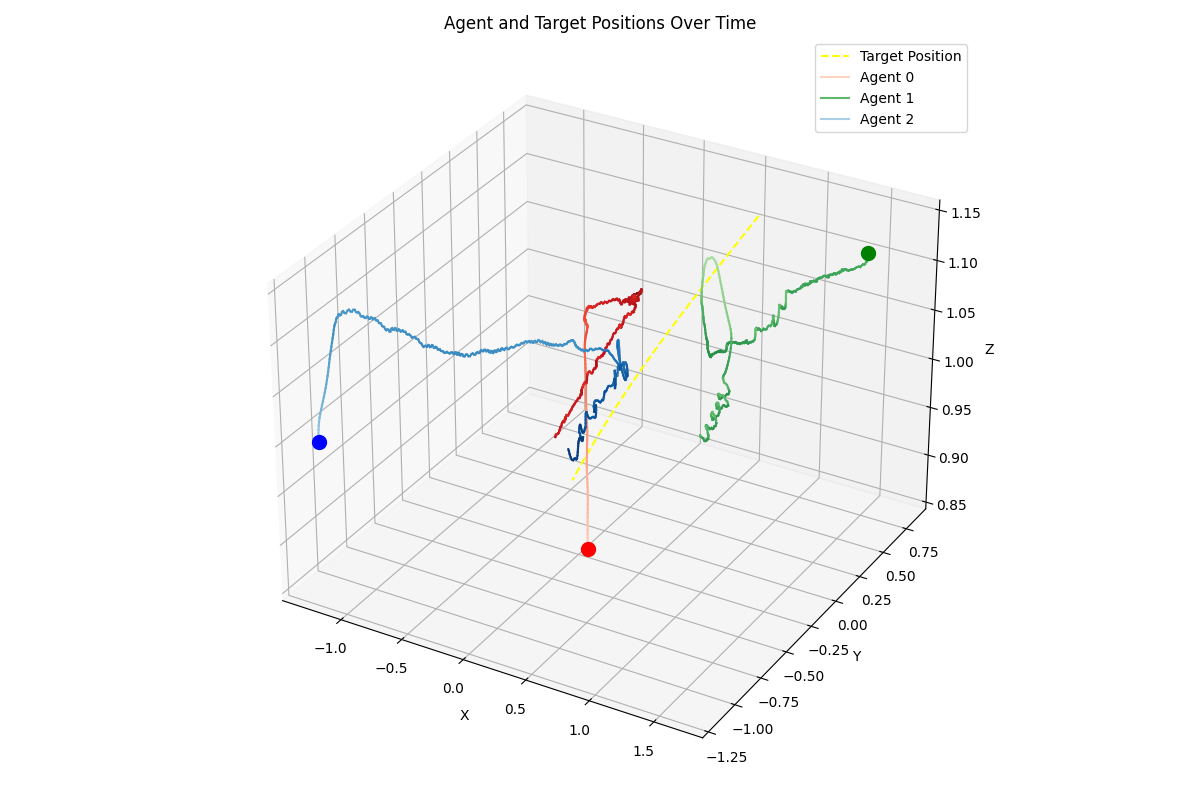 Agent and Target Positions Over Time
Target Position
Agent 0
Agent 1
Agent 2
1.15
1.10
1.05
1.00
0.95
0.90
0.85
Z
0.75
0.50
0.25
0.00
−0.25
−0.50
−0.75
−1.00
−1.25
Y
−1.0
−0.5
0.0
0.5
1.0
1.5
X